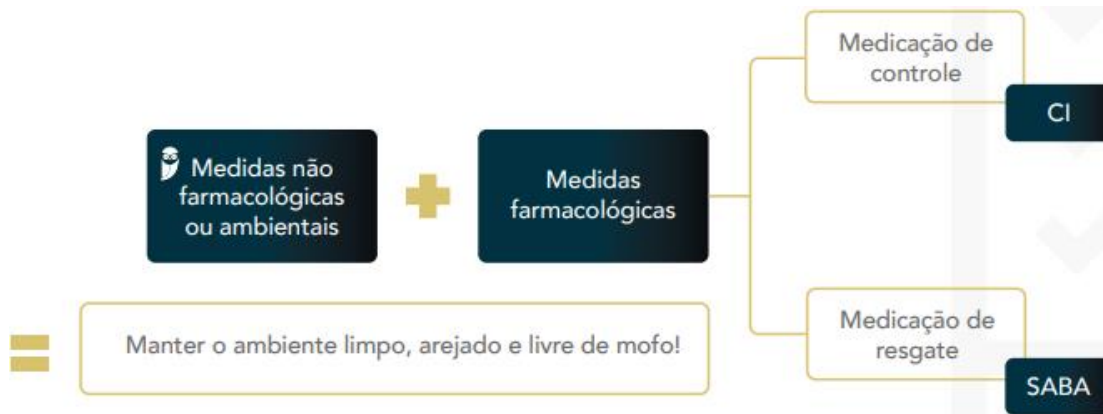 Medicação de
controle
CI
Medidas não
farmacológicas
ou ambientais
Medidas
farmacológicas
Manter o ambiente limpo, arejado e livre de mofo!
Medicação de
resgate
SABA